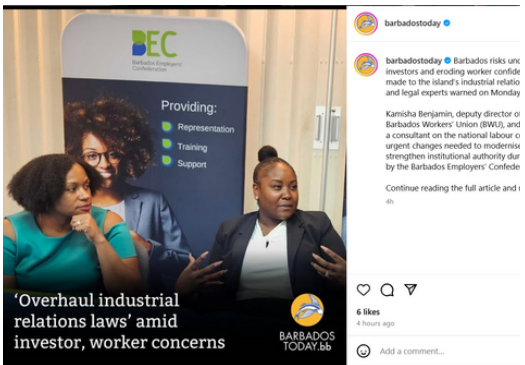 BEC
Barbados Employers'
Confederation
Providing:
Representation
Training
Support
'Overhaul industrial
relations laws' amid
investor, worker concerns
BARBADOS
TODAY.bb
barbadostoday
barbadostoday Barbados risks und
investors and eroding worker confide
made to the island's industrial relatio
and legal experts warned on Monday
Kamisha Benjamin, deputy director of
Barbados Workers' Union (BWU), and
a consultant on the national labour c
urgent changes needed to modernise
strengthen institutional authority dur
by the Barbados Employers' Confede
Continue reading the full article and
4h
6 likes
4 hours ago
Add a comment...